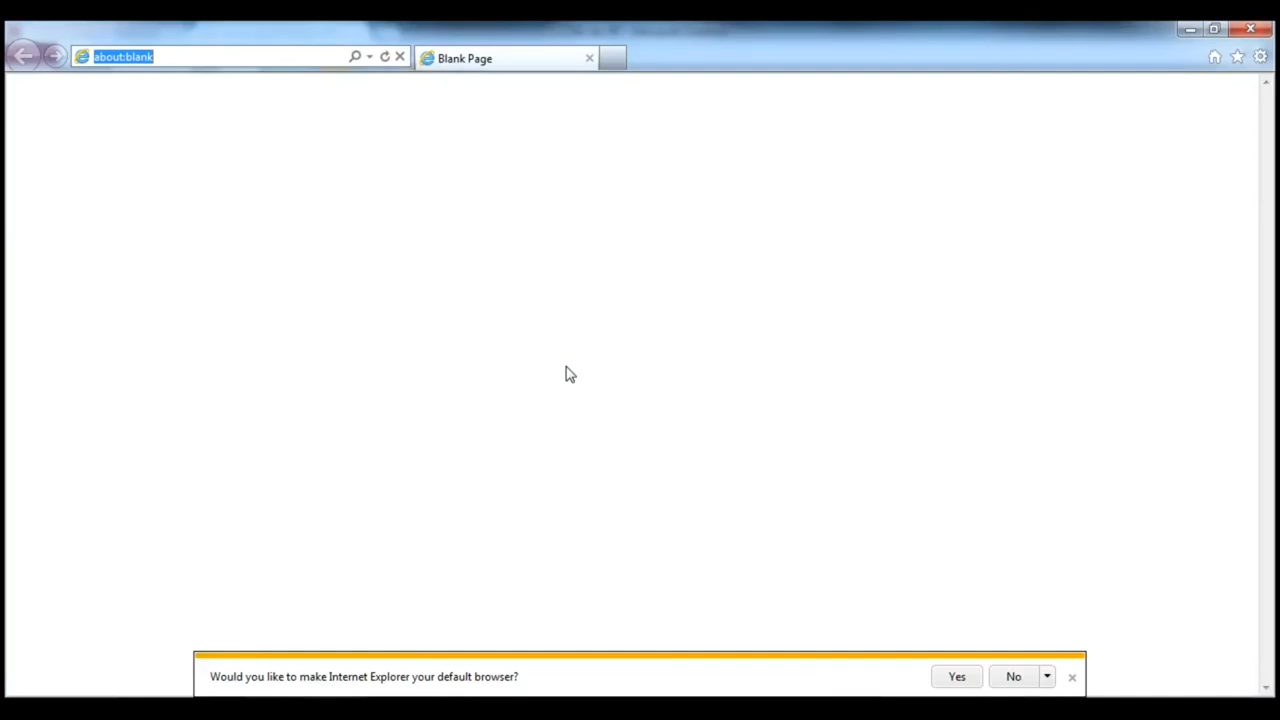 about:blank
Blank Page
Would you like to make Internet Explorer your default browser?
Yes
No